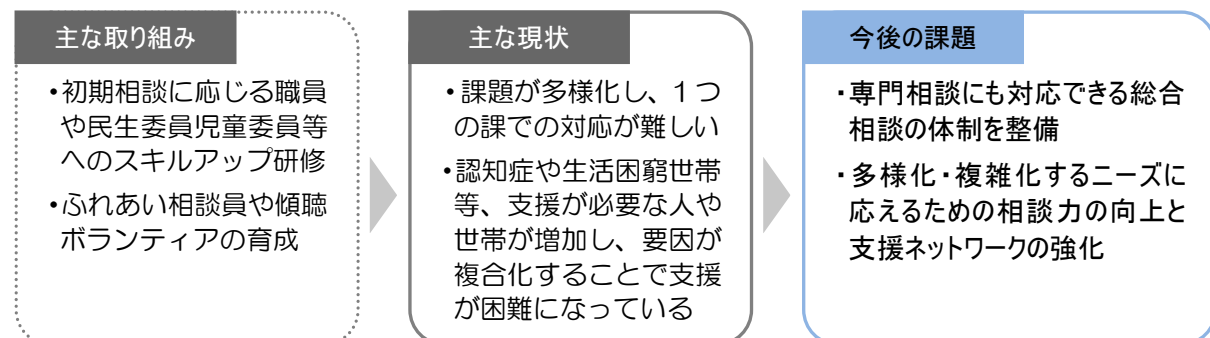 主な取り組み
・初期相談に応じる職員
や民生委員児童委員等
へのスキルアップ研修
・ふれあい相談員や傾聴
ボランティアの育成
主な現状
・課題が多様化し、１つ
の課での対応が難しい
・認知症や生活困窮世帯
等、支援が必要な人や
世帯が増加し、要因が
複合化することで支援
が困難になっている
今後の課題
・専門相談にも対応できる総合
相談の体制を整備
・多様化・複雑化するニーズに
応えるための相談力の向上と
支援ネットワークの強化